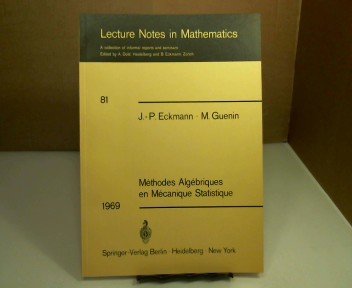 Lecture Notes in Mathematics
A collection of informal reports and seminars
Edited by A. Dold, Heidelberg and B. Eckmann, Zürich
81
J.-P. Eckmann · M. Guenin
Méthodes Algébriques
en Mécanique Statistique
1969
Springer-Verlag Berlin · Heidelberg · New York